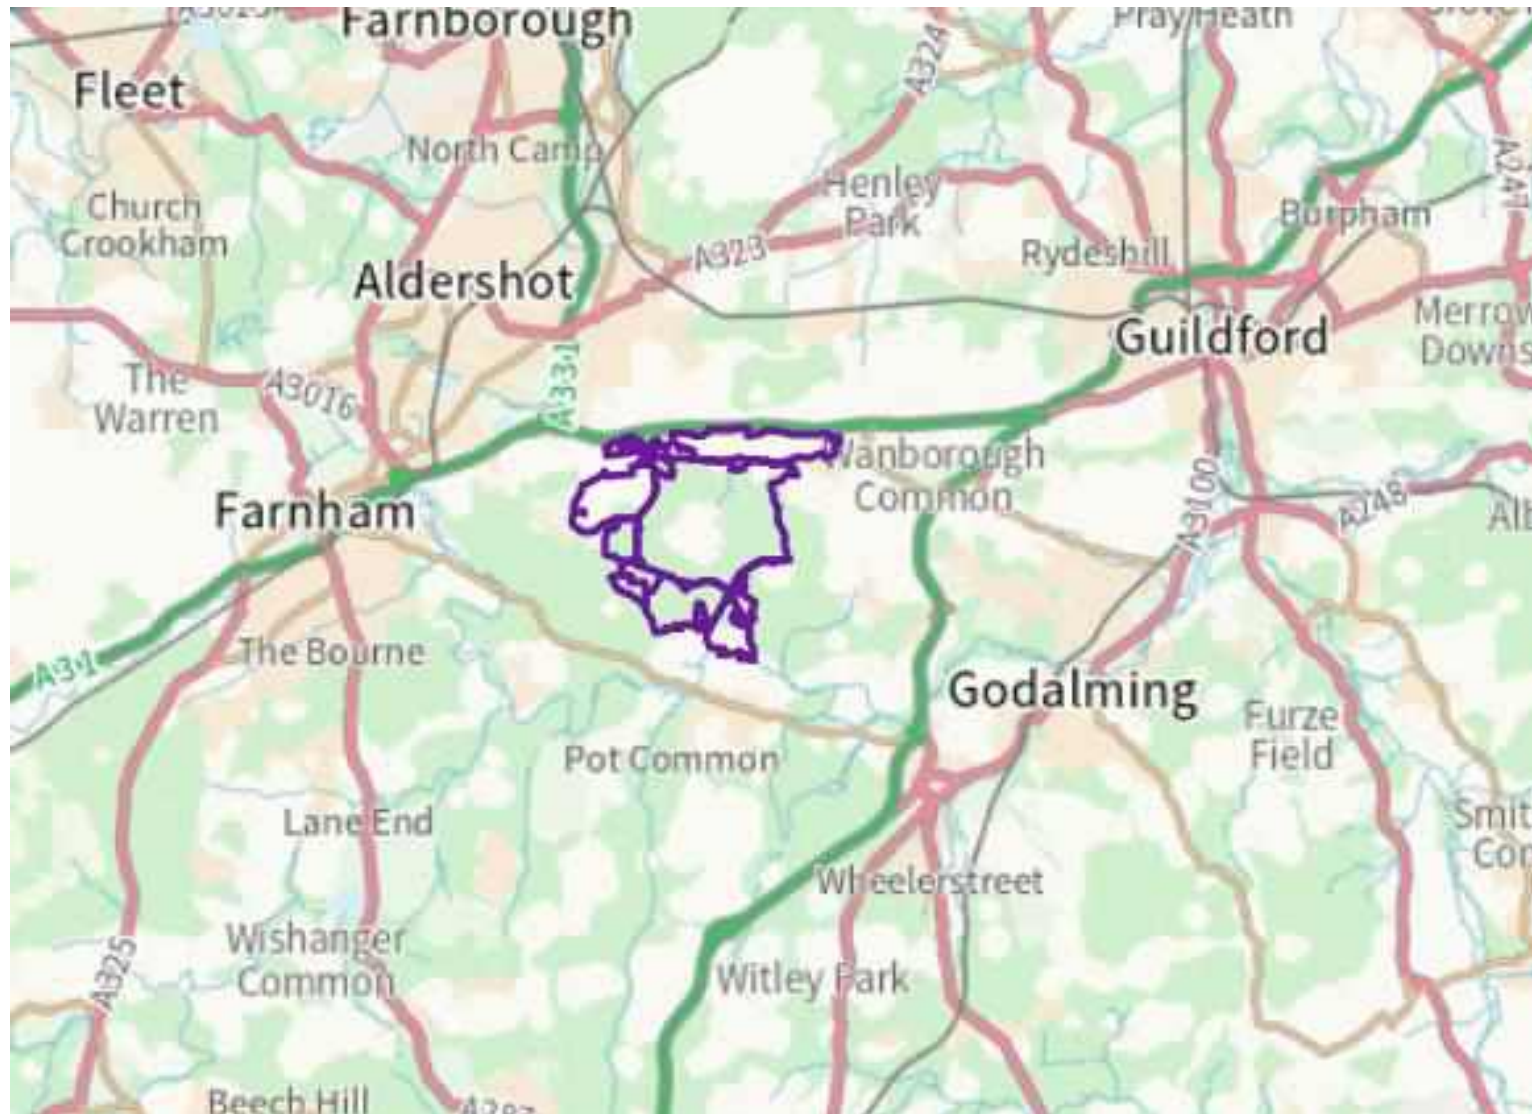 Farnborough
Pray Heath
Fleet
A324
North Camp
A247
Henley
Park
Church
Crookham
Burpham
A323
Rydeshill
Aldershot
Merrow
Downs
Guildford
A331
The
Warren
A3016
Wanborough
Common
A3100
A248
Farnham
The Bourne
A31
Godalming
Furze
Field
Pot Common
Lane End
Wheelerstreet
Wishanger
Common
A325
Witley Park
Beech Hill
A287